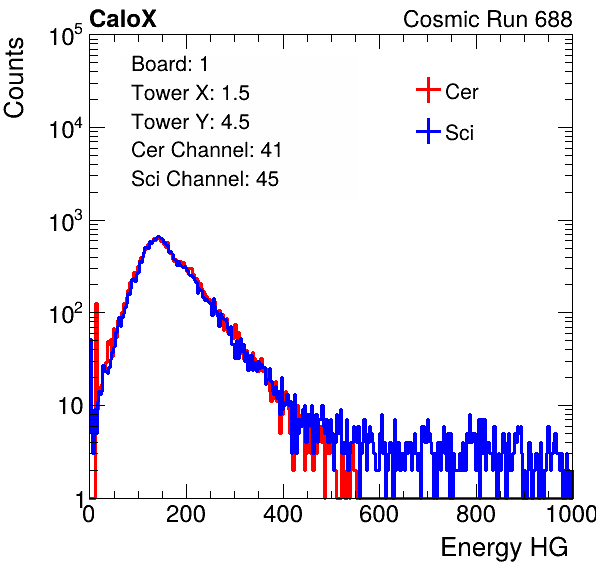 CaloX Cosmic Run 688
Counts
10^5
10^4
10^3
10^2
10
1
Board: 1
Tower X: 1.5
Tower Y: 4.5
Cer Channel: 41
Sci Channel: 45
Cer
Sci
0 200 400 600 800 1000
Energy HG